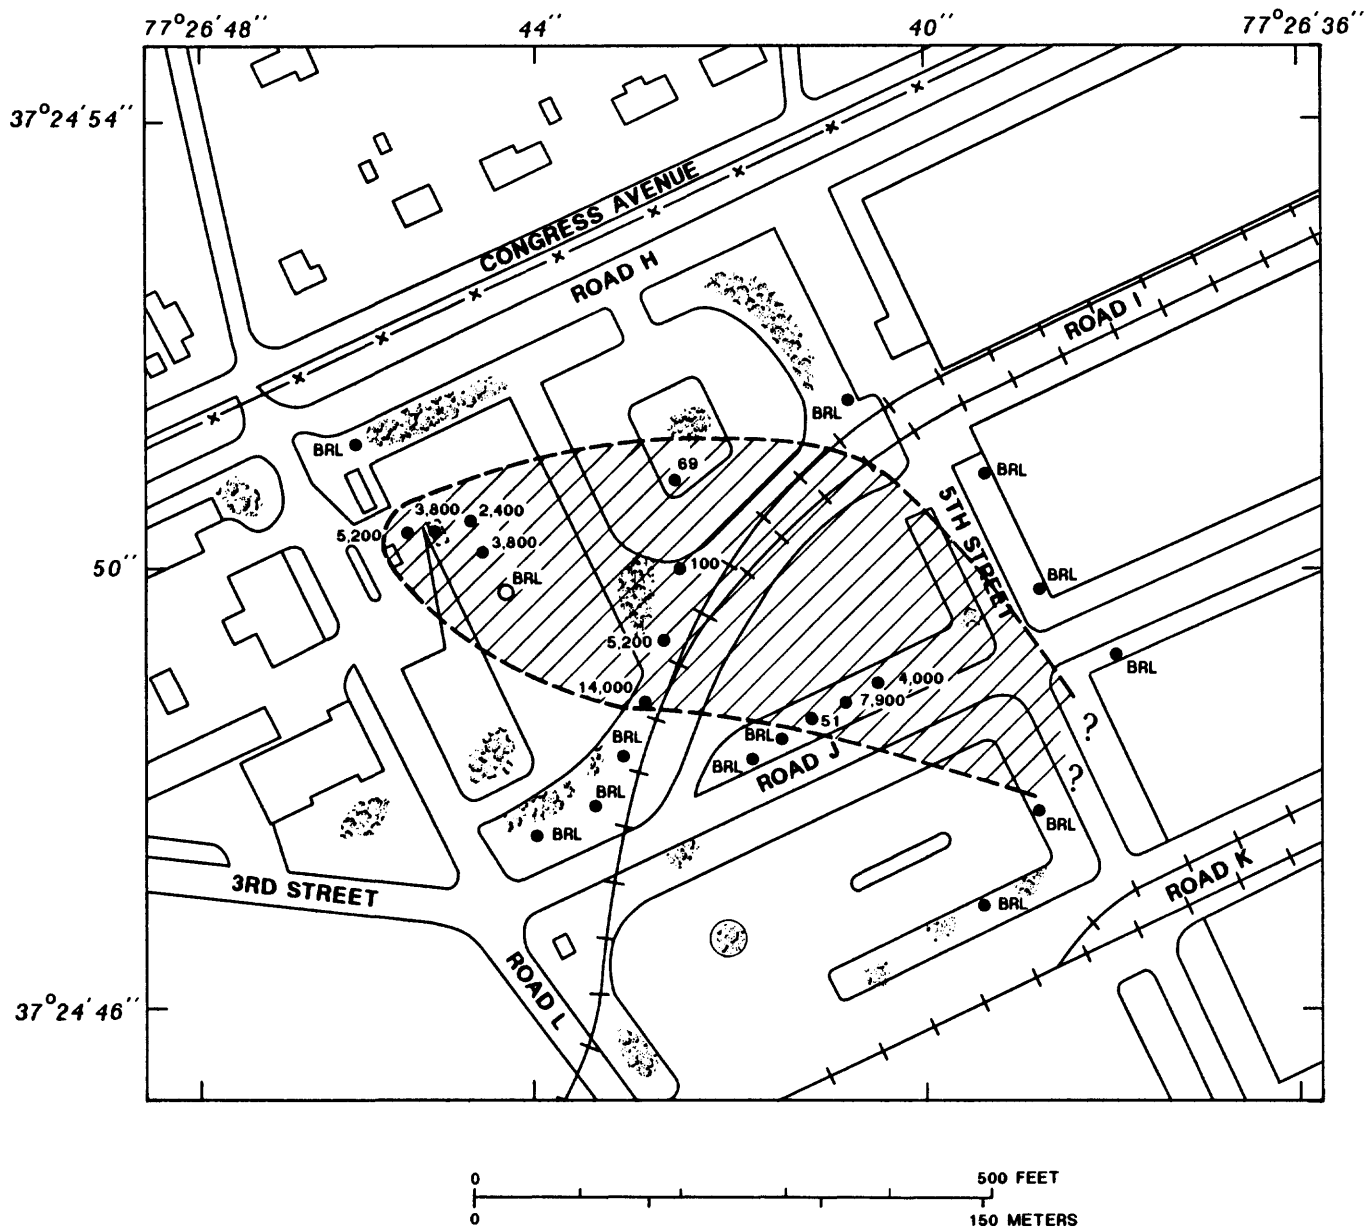 77°26'48'' 44'' 40'' 77°26'36''
37°24'54''
CONGRESS AVENUE
ROAD H
ROAD I
BRL
BRL
69
BRL
5TH STREET
3,800 2,400
5,200
3,800
50''
100
BRL
BRL
5,200
BRL
14,000
4,000
7,900
51
?
BRL
BRL
BRL
ROAD J
?
BRL
BRL
BRL
ROAD K
3RD STREET
BRL
ROAD L
37°24'46''
0 500 FEET
0 150 METERS